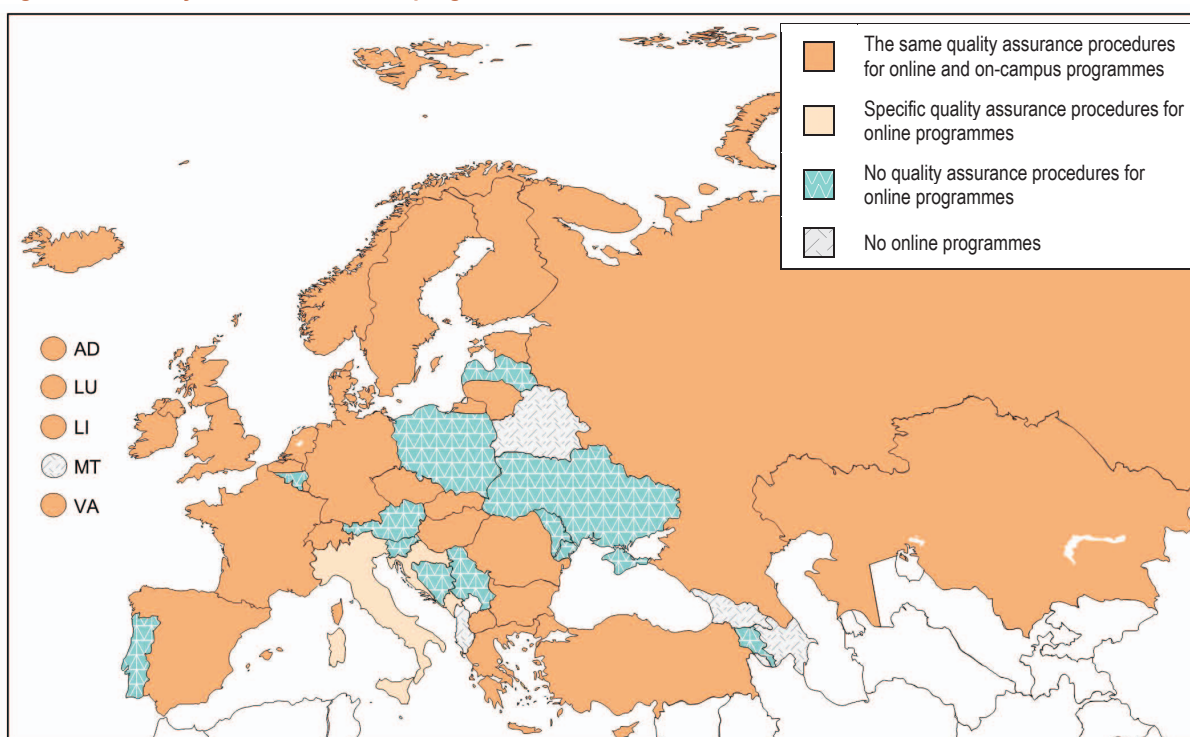 The same quality assurance procedures
for online and on-campus programmes
Specific quality assurance procedures for
online programmes
No quality assurance procedures for
online programmes
No online programmes
AD
LU
LI
MT
VA